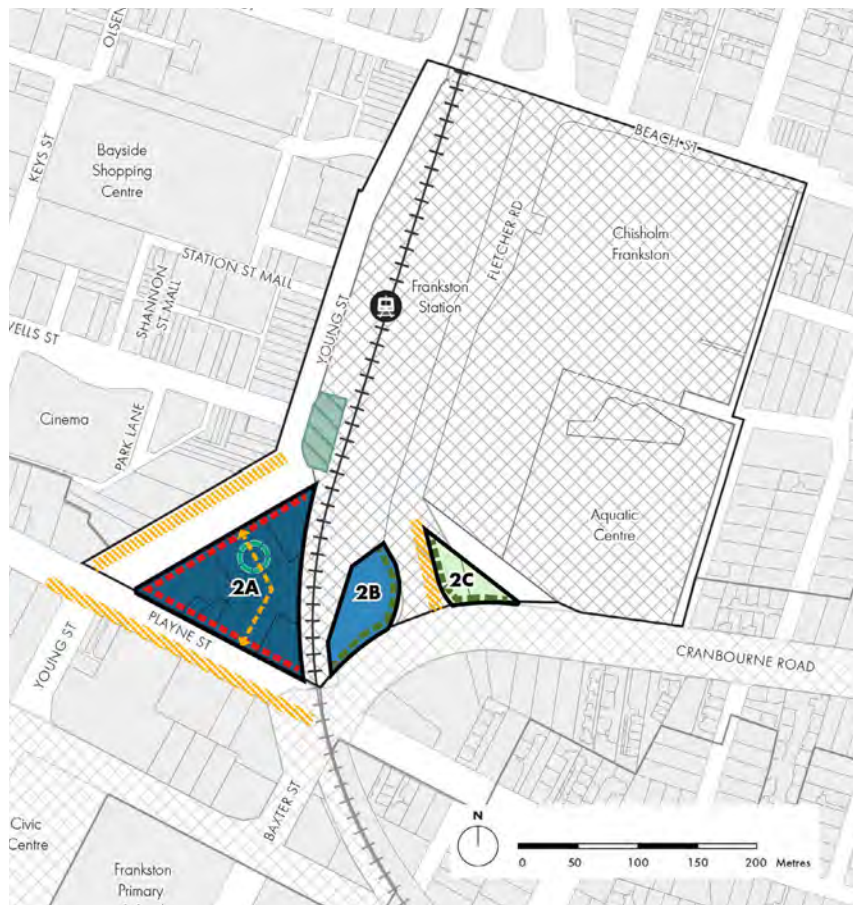 OLSEN
KEYS ST
BEACH ST
Bayside
Shopping
Centre
Chisholm
Frankston
FLETCHER RD
STATION ST MALL
Frankston
Station
SHANNON
ST MALL
YOUNG ST
Cinema
PARK LANE
Aquatic
Centre
2A
2B
2C
PLAYNE ST
YOUNG ST
CRANBOURNE ROAD
BAXTER ST
Civic
Centre
Frankston
Primary
N
0 50 100 150 200 Metres